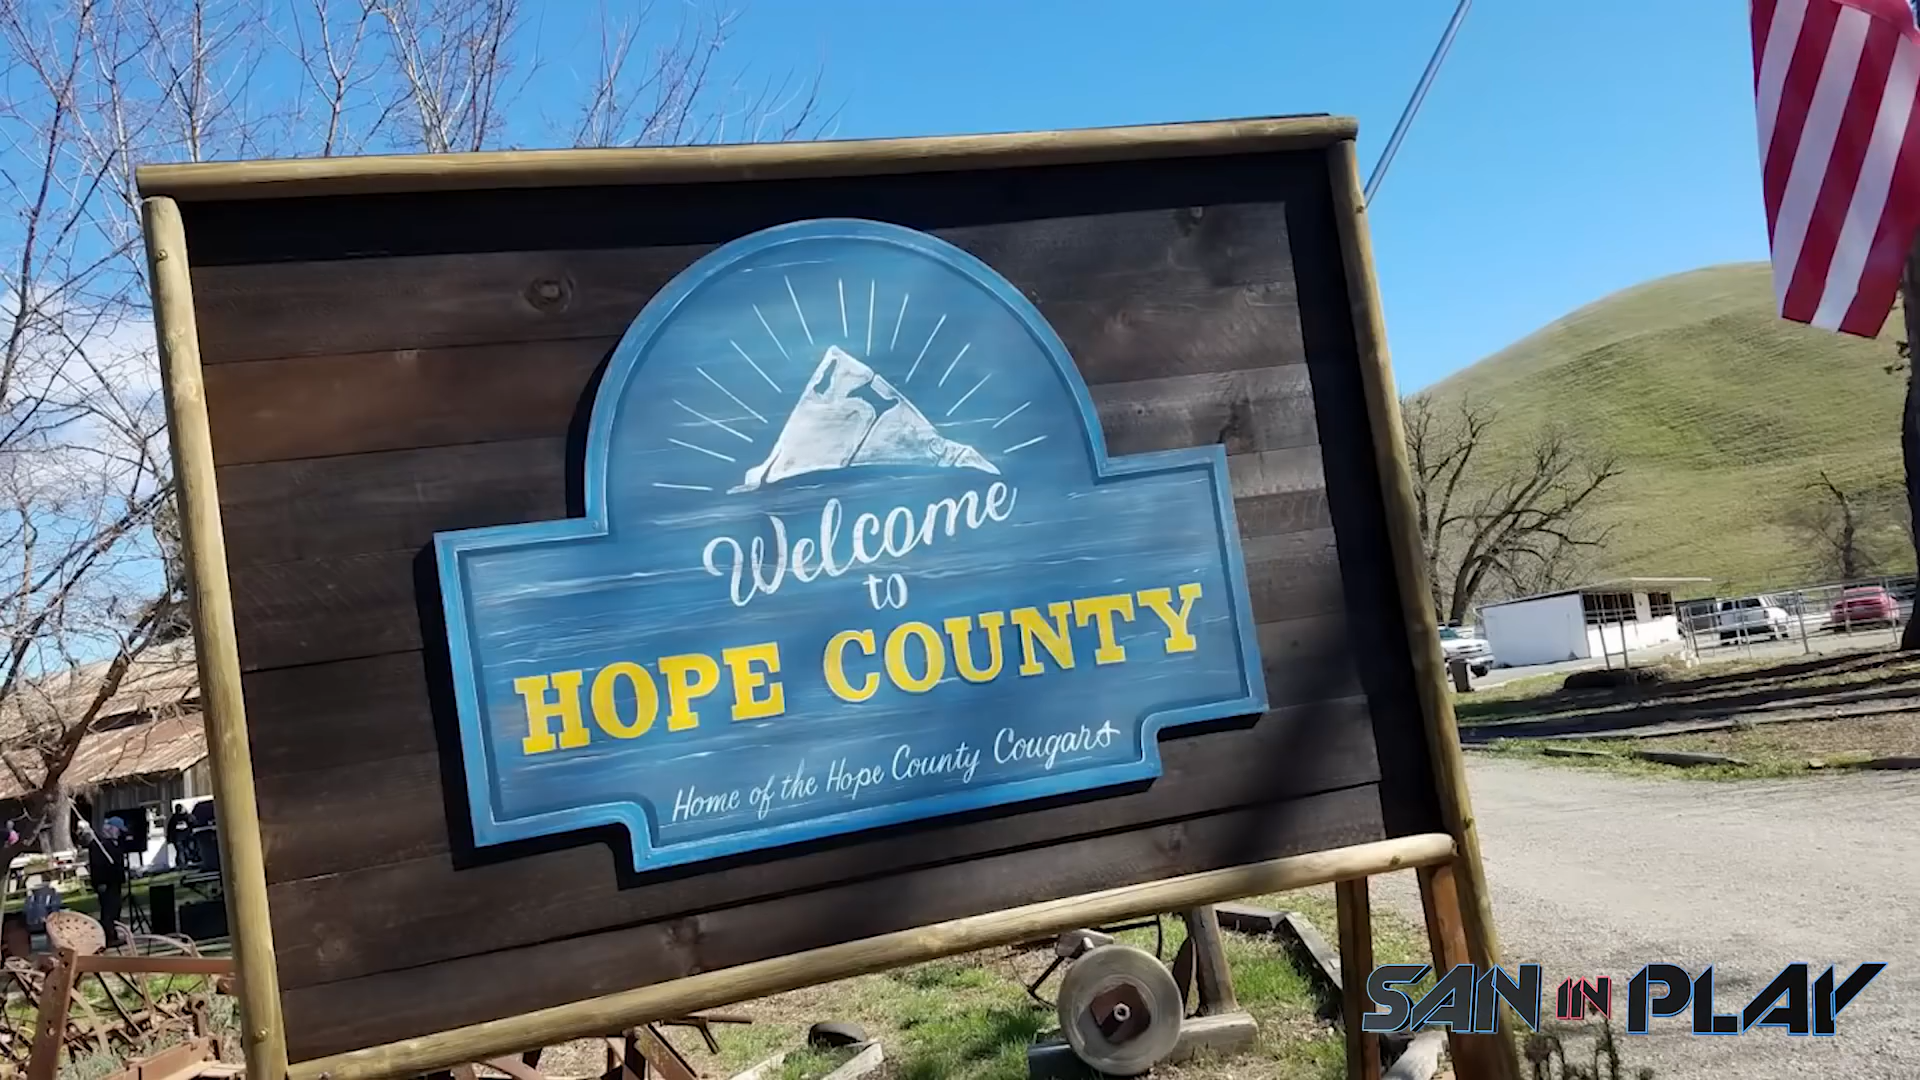 Welcome
to
HOPE COUNTY
Home of the Hope County Cougars
SAN IN PLAY